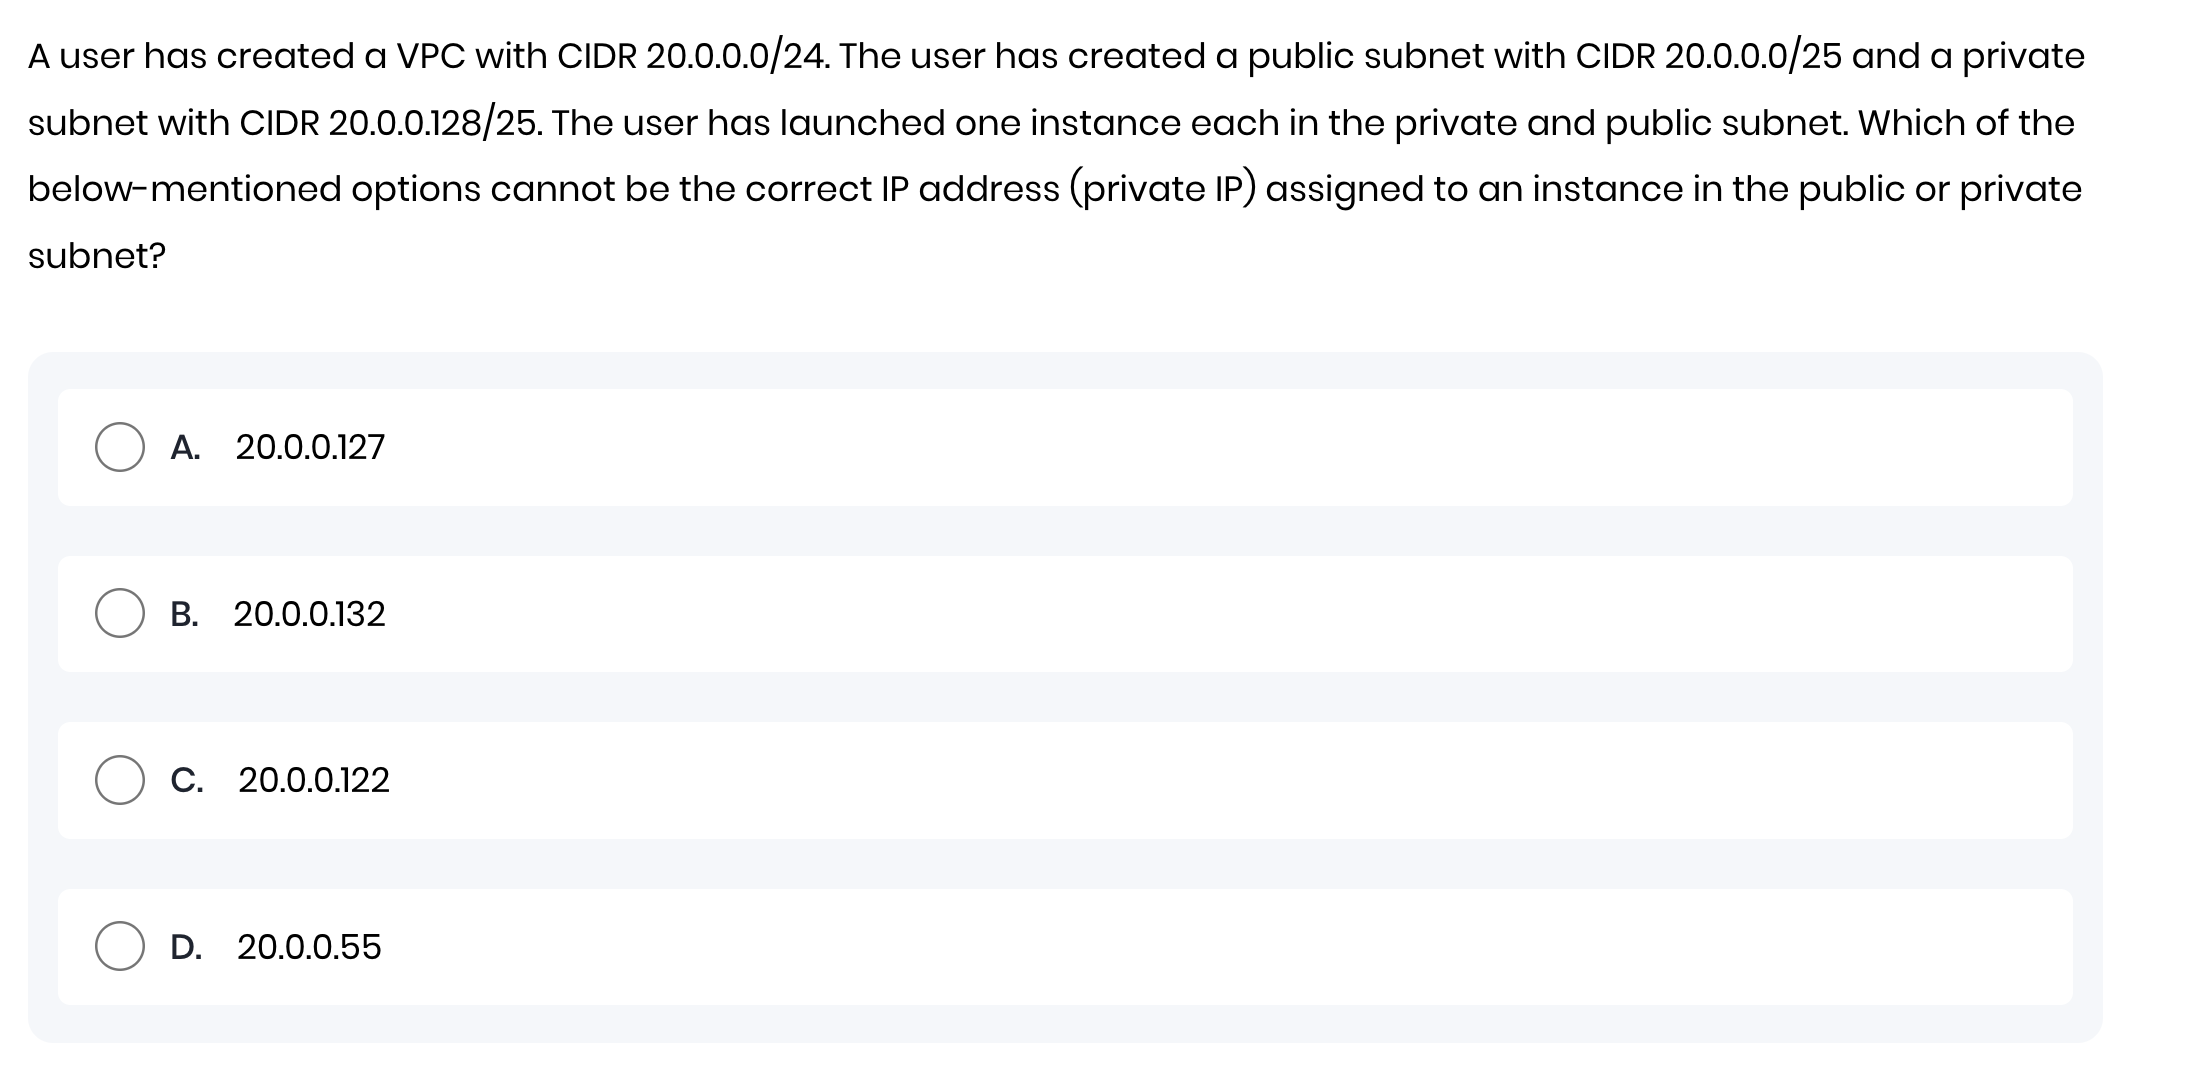 A user has created a VPC with CIDR 20.0.0.0/24. The user has created a public subnet with CIDR 20.0.0.0/25 and a private
subnet with CIDR 20.0.0.128/25. The user has launched one instance each in the private and public subnet. Which of the
below-mentioned options cannot be the correct IP address (private IP) assigned to an instance in the public or private
subnet?
A. 20.0.0.127
B. 20.0.0.132
C. 20.0.0.122
D. 20.0.0.55